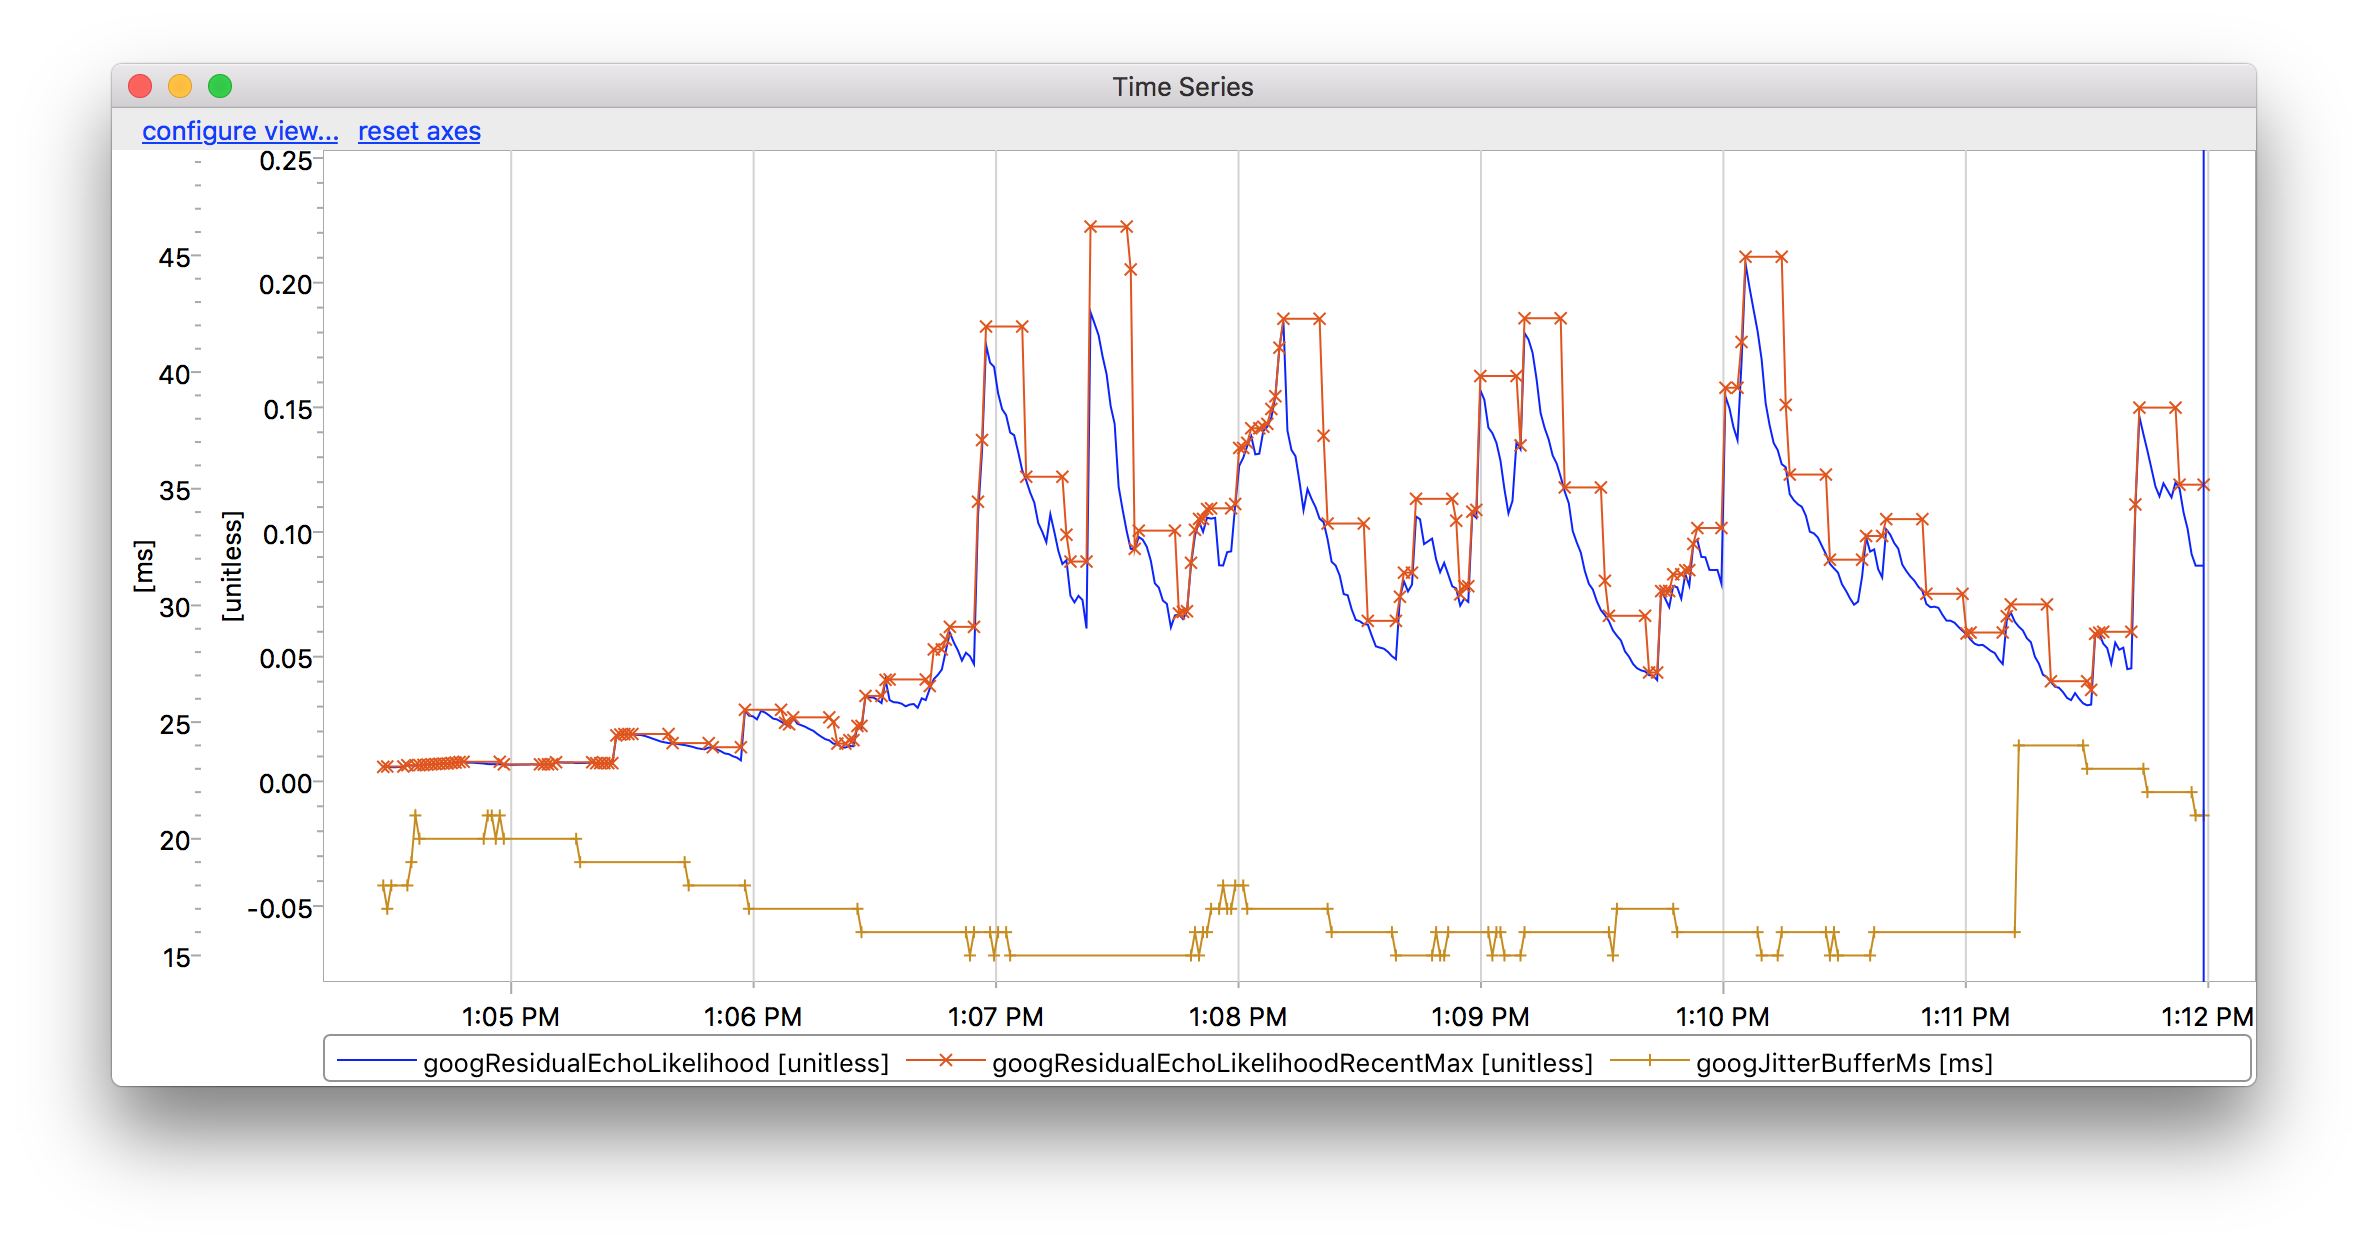 Time Series
configure view... reset axes
0.25
0.20
0.15
0.10
0.05
0.00
-0.05
45
40
35
30
25
20
15
[ms]
[unitless]
1:05 PM 1:06 PM 1:07 PM 1:08 PM 1:09 PM 1:10 PM 1:11 PM 1:12 PM
googResidualEchoLikelihood [unitless] googResidualEchoLikelihoodRecentMax [unitless] googJitterBufferMs [ms]